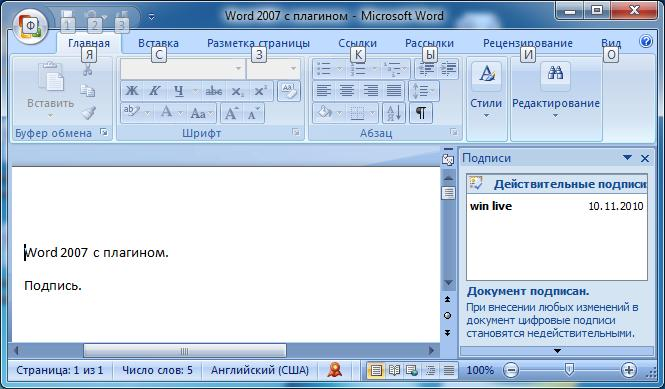 Word 2007 с плагином - Microsoft Word
Ф
1 2 3
Главная Вставка Разметка страницы Ссылки Рассылки Рецензирование Вид
Я С З К Ы И О
Вставить
Ж К Ч abc x₂ x²
ab A Aa A A
Стили
Редактирование
Буфер обмена Шрифт Абзац
Подписи
Действительные подписи
win live 10.11.2010
Word 2007 с плагином.
Подпись.
Документ подписан.
При внесении любых изменений в
документ цифровые подписи
становятся недействительными.
Страница: 1 из 1 Число слов: 5 Английский (США) 100%